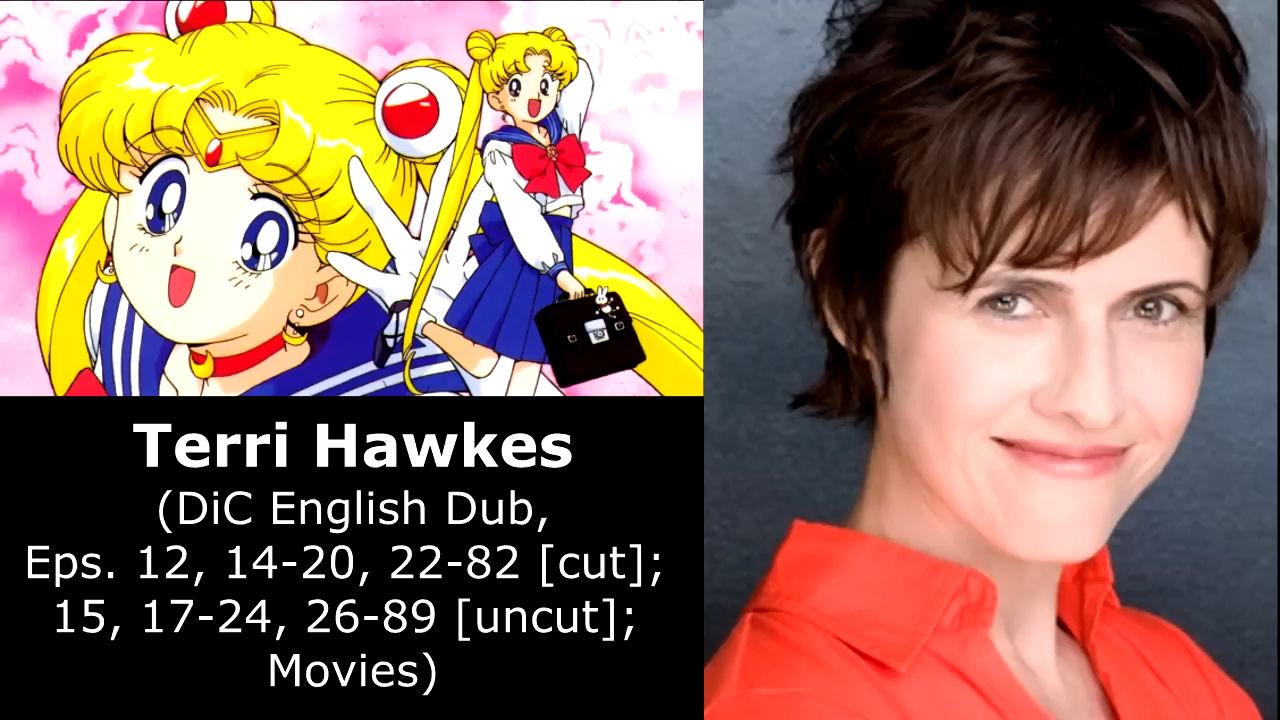 Terri Hawkes
(DiC English Dub,
Eps. 12, 14-20, 22-82 [cut];
15, 17-24, 26-89 [uncut];
Movies)